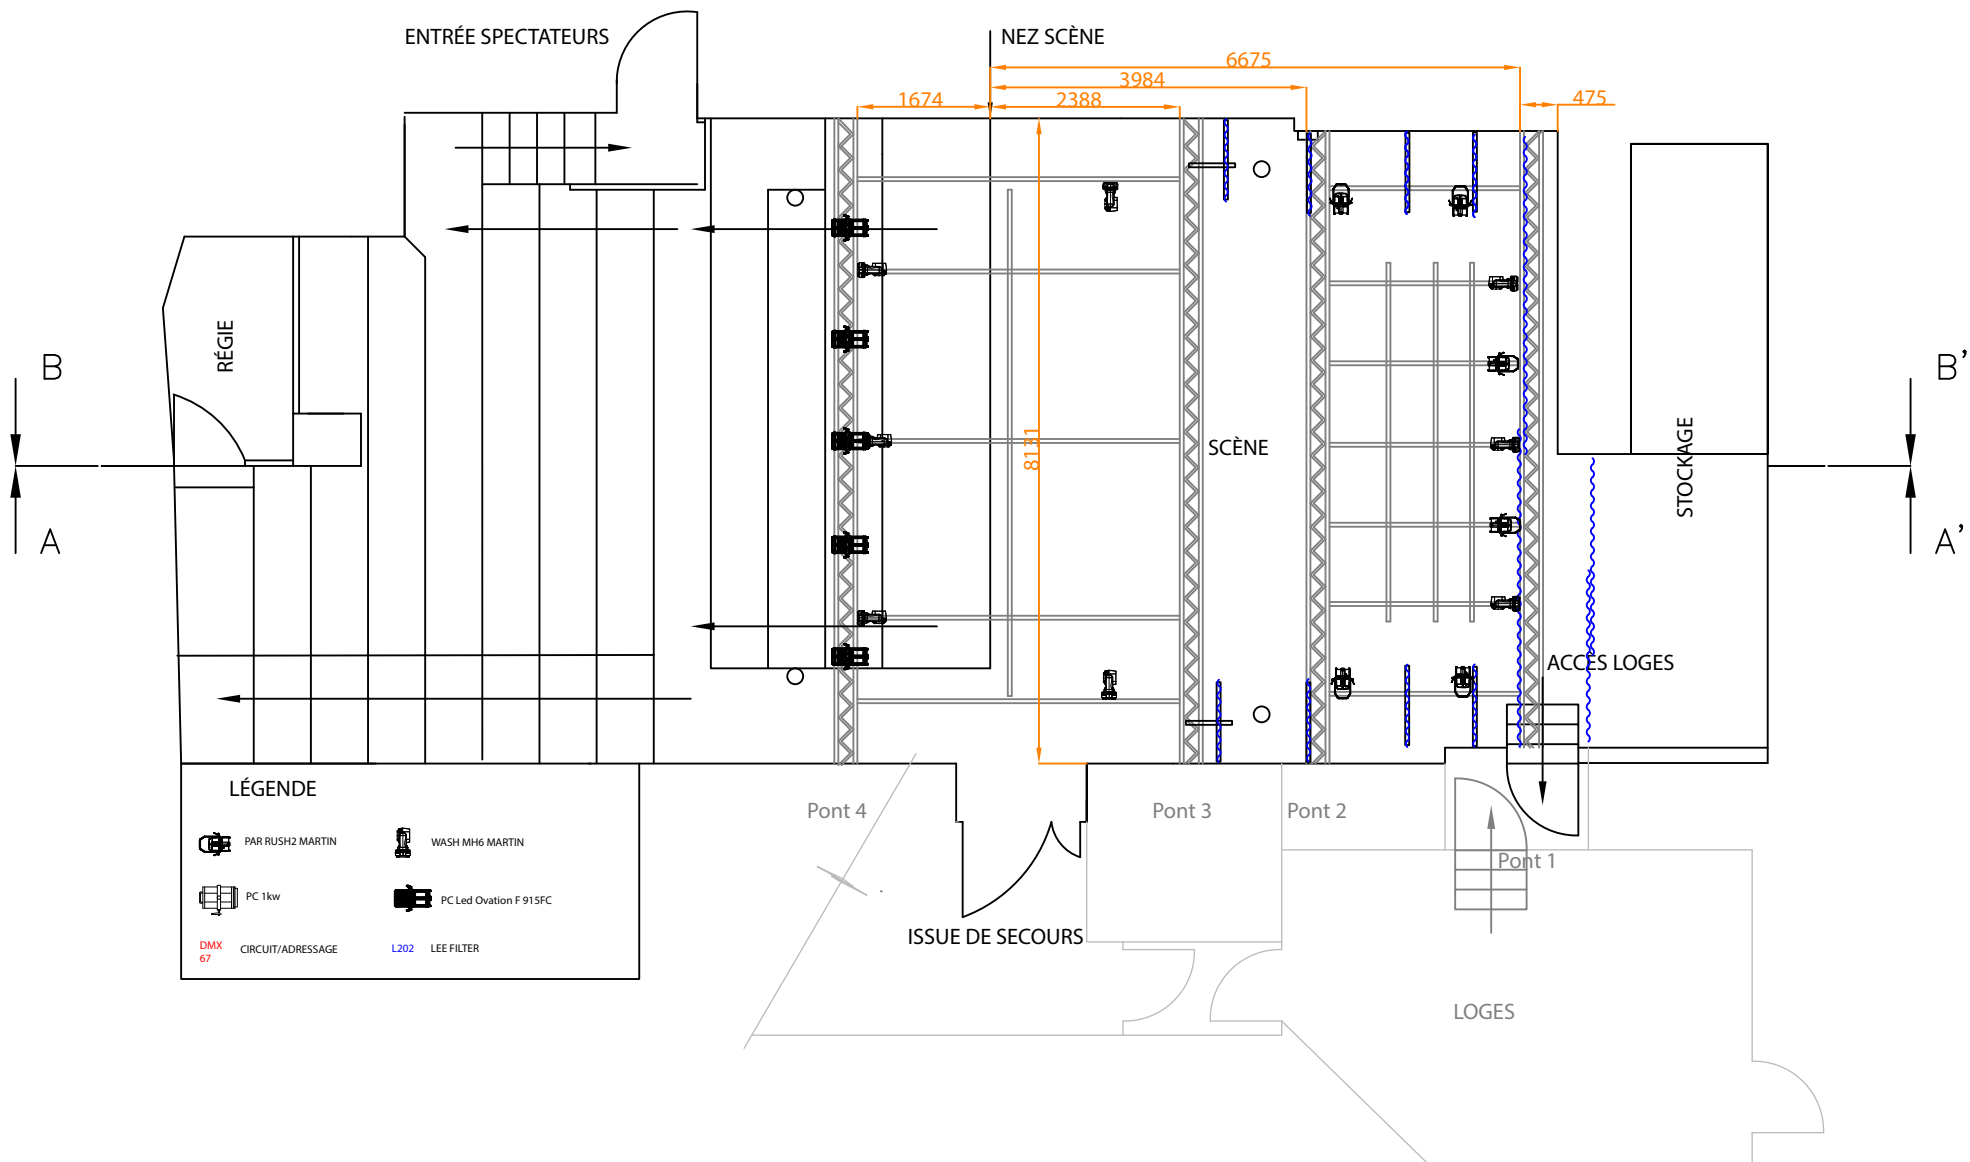 ENTRÉE SPECTATEURS
NEZ SCÈNE
6675
3984
1674
2388
475
RÉGIE
B
B’
8131
SCÈNE
STOCKAGE
A
A’
ACCÈS LOGES
LÉGENDE
Pont 4
Pont 3
Pont 2
PAR RUSH2 MARTIN
WASH MH6 MARTIN
Pont 1
PC 1kw
PC Led Ovation F 915FC
ISSUE DE SECOURS
DMX
67
CIRCUIT/ADRESSAGE
L202
LEE FILTER
LOGES